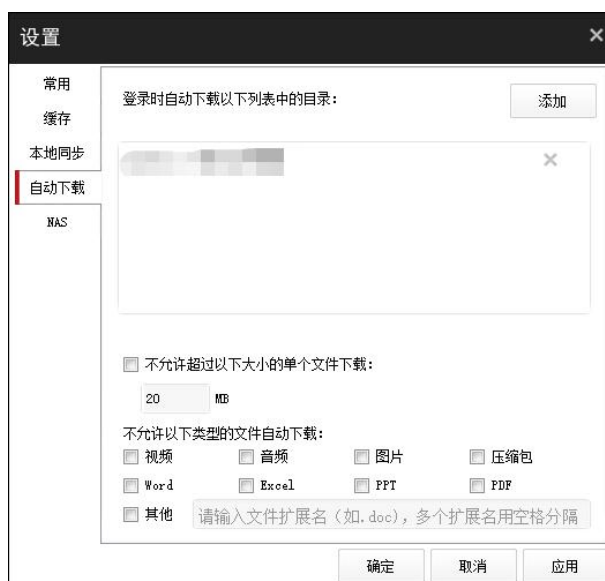 设置
常用
缓存
本地同步
自动下载
NAS
登录时自动下载以下列表中的目录：
添加
不允许超过以下大小的单个文件下载：
20 MB
不允许以下类型的文件自动下载：
视频 音频 图片 压缩包
Word Excel PPT PDF
其他 请输入文件扩展名（如.doc），多个扩展名用空格分隔
确定 取消 应用